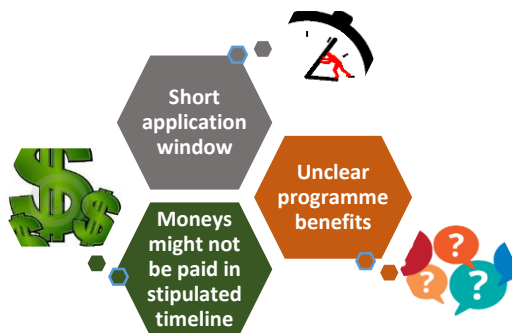 Short
application
window
Unclear
programme
benefits
Moneys
might not
be paid in
stipulated
timeline
$
$
$
?
?
?